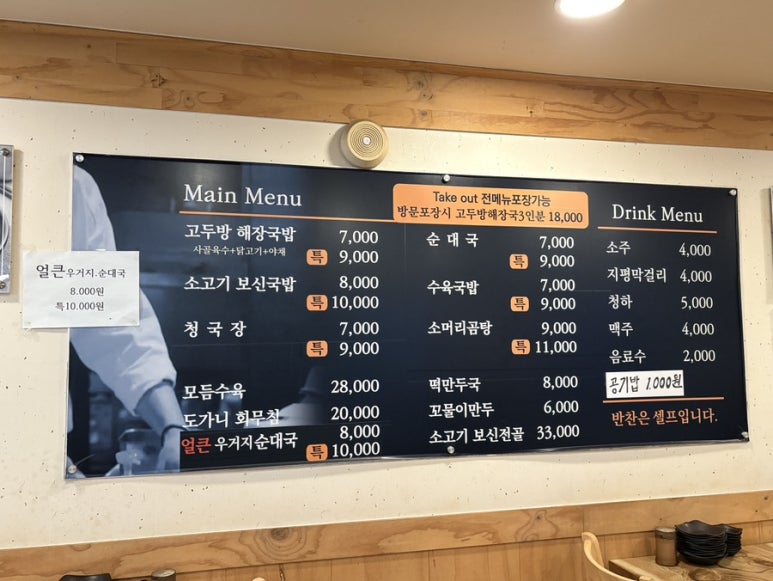 얼큰우거지.순대국
8.000원
특10.000원
Main Menu
고두방 해장국밥 7,000
사골육수+닭고기+야채
특 9,000
소고기 보신국밥 8,000
특 10,000
청국장 7,000
특 9,000
모듬수육 28,000
도가니 회무침 20,000
얼큰 우거지순대국 8,000
특 10,000
Take out 전메뉴포장가능
방문포장시 고두방해장국3인분 18,000
순대국 7,000
특 9,000
수육국밥 7,000
특 9,000
소머리곰탕 9,000
특 11,000
떡만두국 8,000
꼬물이만두 6,000
소고기 보신전골 33,000
Drink Menu
소주 4,000
지평막걸리 4,000
청하 5,000
맥주 4,000
음료수 2,000
공기밥 1.000원
반찬은 셀프입니다.